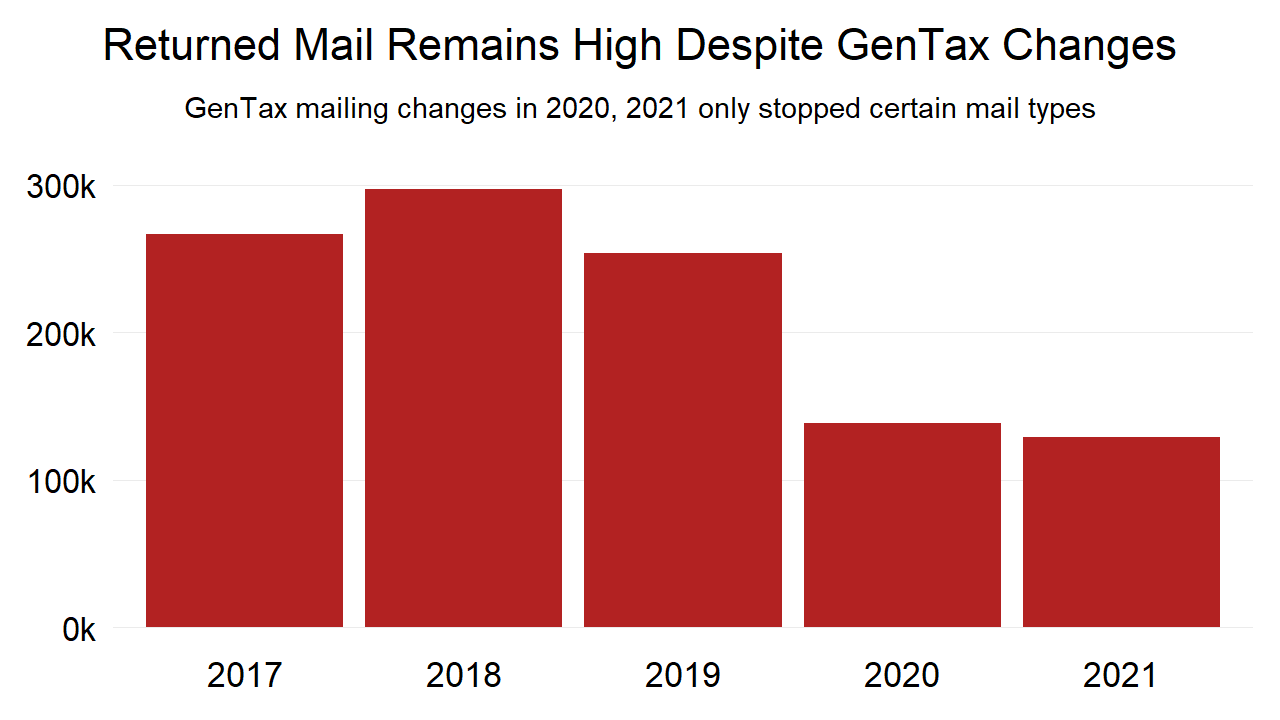 Returned Mail Remains High Despite GenTax Changes
GenTax mailing changes in 2020, 2021 only stopped certain mail types
300k
200k
100k
0k
2017 2018 2019 2020 2021